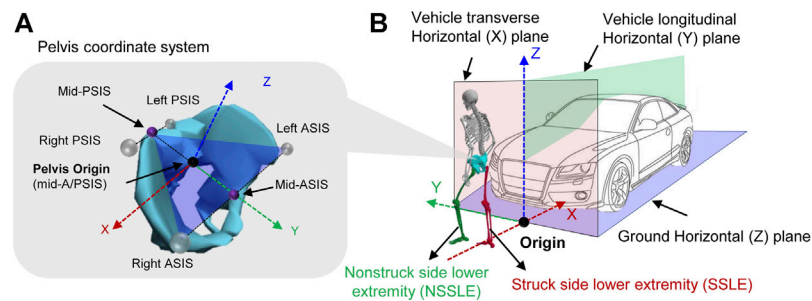 A
Pelvis coordinate system
Mid-PSIS
Left PSIS
Z
Right PSIS
Left ASIS
Pelvis Origin
(mid-A/PSIS)
Mid-ASIS
X
Y
Right ASIS
B
Vehicle transverse
Horizontal (X) plane
Vehicle longitudinal
Horizontal (Y) plane
Z
Y
X
Origin
Ground Horizontal (Z) plane
Nonstruck side lower
extremity (NSSLE)
Struck side lower extremity (SSLE)